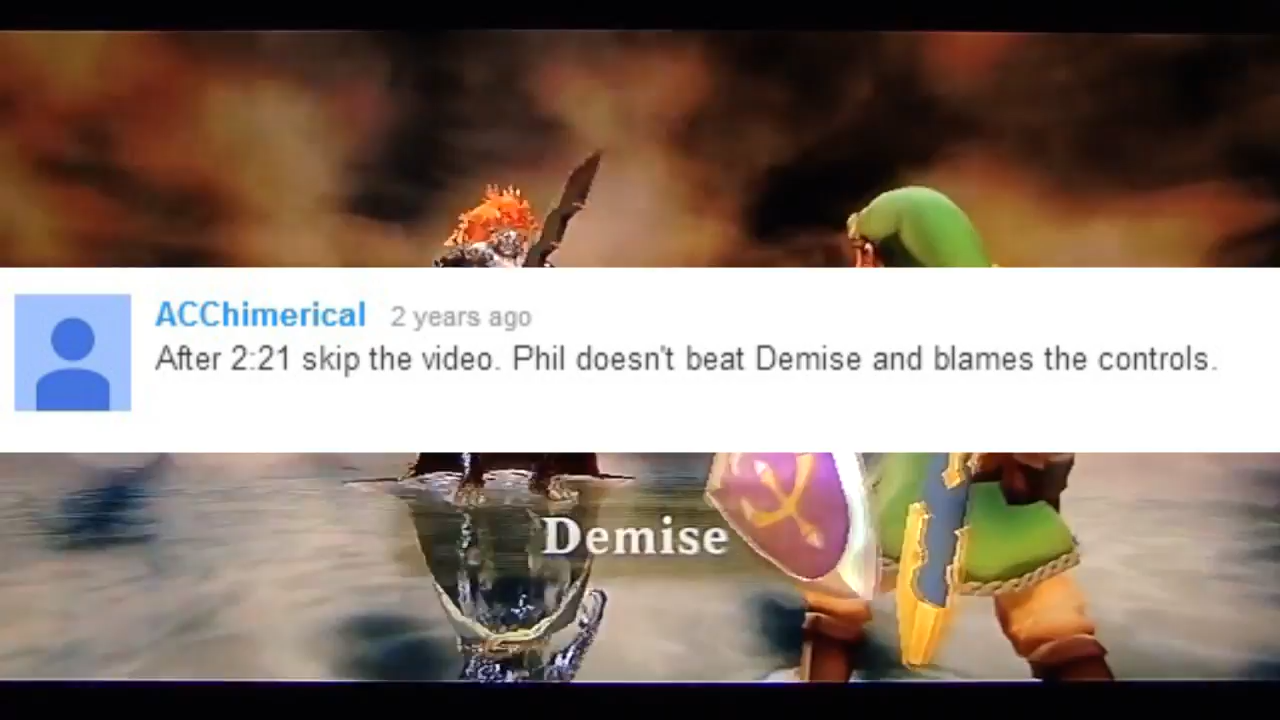 ACChimerical 2 years ago
After 2:21 skip the video. Phil doesn't beat Demise and blames the controls.
Demise